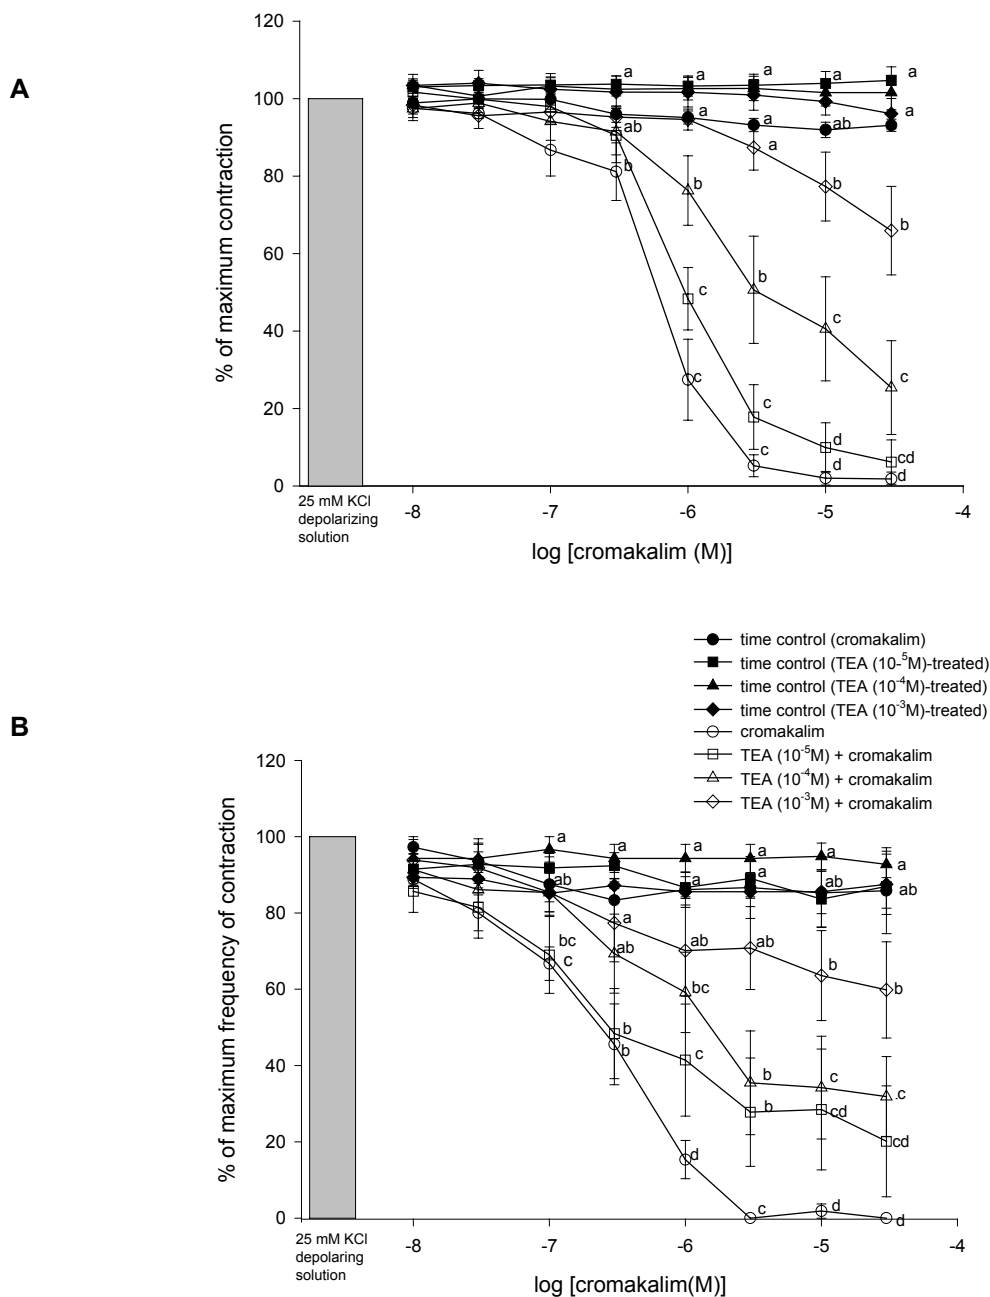 A
120
100
80
60
40
20
0
% of maximum contraction
a a a a a
ab a a ab a
b b a b b
c b c c
c c d cd
c d d
25 mM KCl
depolarizing
solution
-8 -7 -6 -5 -4
log [cromakalim (M)]
time control (cromakalim)
time control (TEA (10-⁵M)-treated)
time control (TEA (10⁻⁴M)-treated)
time control (TEA (10⁻³M)-treated)
cromakalim
TEA (10⁻⁵M) + cromakalim
TEA (10⁻⁴M) + cromakalim
TEA (10⁻³M) + cromakalim
B
120
100
80
60
40
20
0
% of maximum frequency of contraction
a a a a a a
ab a a a ab ab
bc ab ab ab b b
c b bc b c .c
b c b cd cd
d c d d
25 mM KCl
depolaring
solution
-8 -7 -6 -5 -4
log [cromakalim(M)]